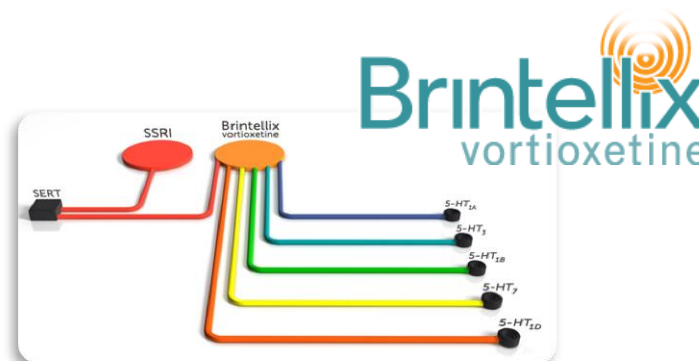 Brintellix
vortioxetine
SSRI
Brintellix
vortioxetine
SERT
5-HT1A
5-HT3
5-HT1B
5-HT7
5-HT1D